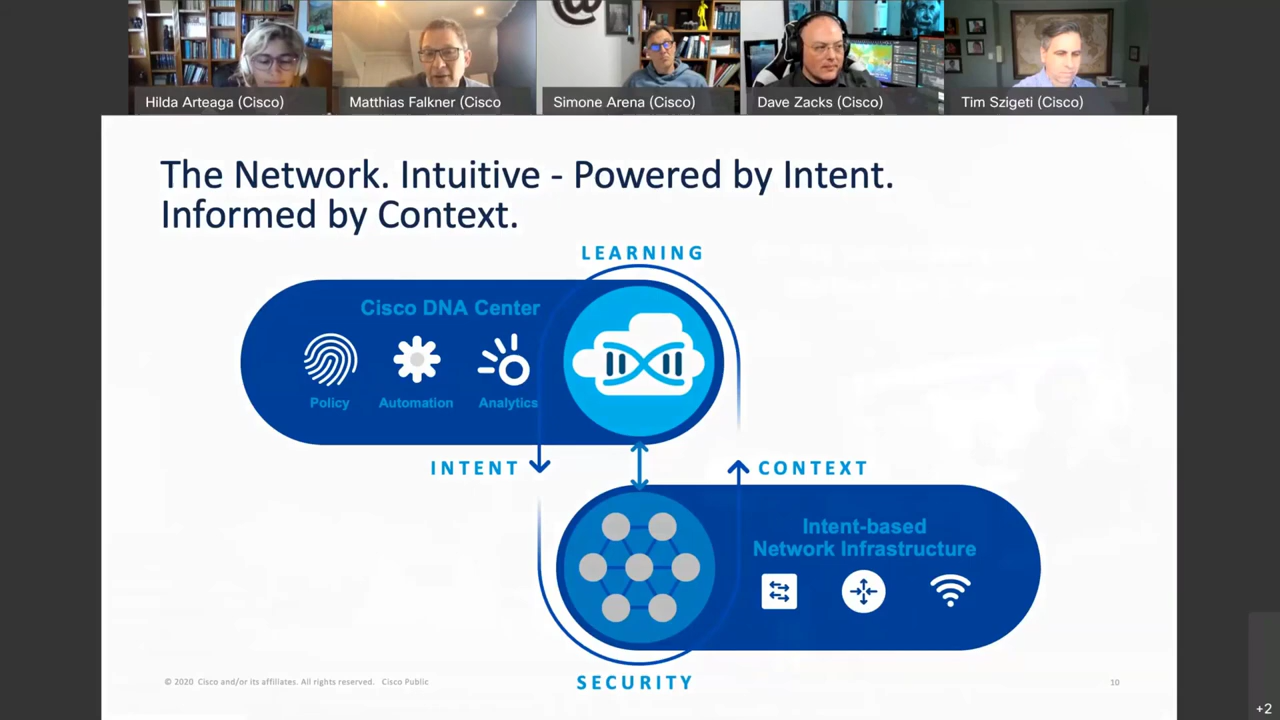 Hilda Arteaga (Cisco)
Matthias Falkner (Cisco
Simone Arena (Cisco)
Dave Zacks (Cisco)
Tim Szigeti (Cisco)
The Network. Intuitive - Powered by Intent.
Informed by Context.
LEARNING
Cisco DNA Center
Policy
Automation
Analytics
INTENT
CONTEXT
Intent-based
Network Infrastructure
SECURITY
© 2020 Cisco and/or its affiliates. All rights reserved. Cisco Public
10
+2